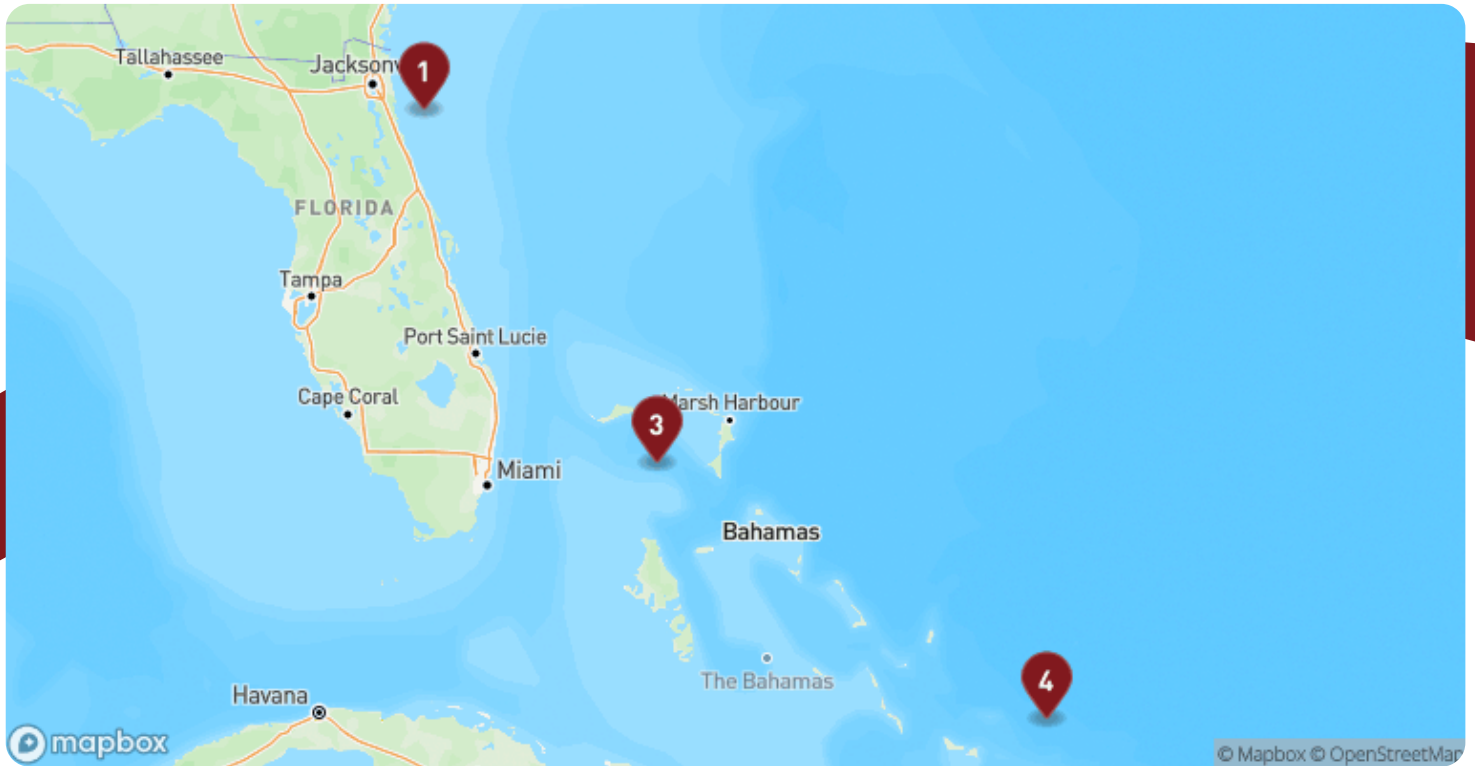 Tallahassee
Jacksonv
1
FLORIDA
Tampa
Port Saint Lucie
Cape Coral
Marsh Harbour
3
Miami
Bahamas
The Bahamas
4
Havana
mapbox
© Mapbox © OpenStreetMap